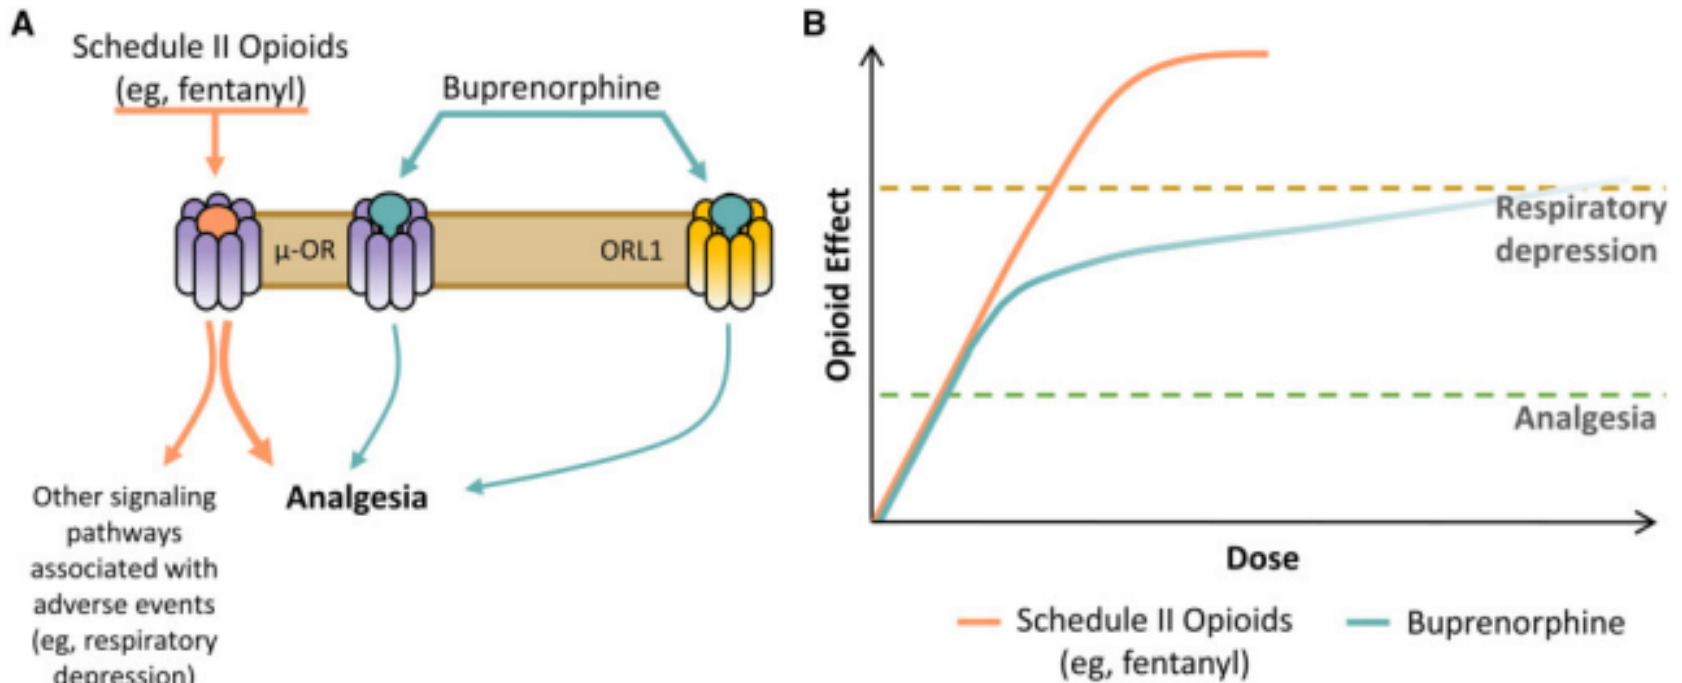 A
Schedule II Opioids
(eg, fentanyl)
Buprenorphine
μ-OR
ORL1
Other signaling
pathways
associated with
adverse events
(eg, respiratory
depression)
Analgesia
B
Opioid Effect
Respiratory
depression
Analgesia
Dose
Schedule II Opioids
(eg, fentanyl)
Buprenorphine